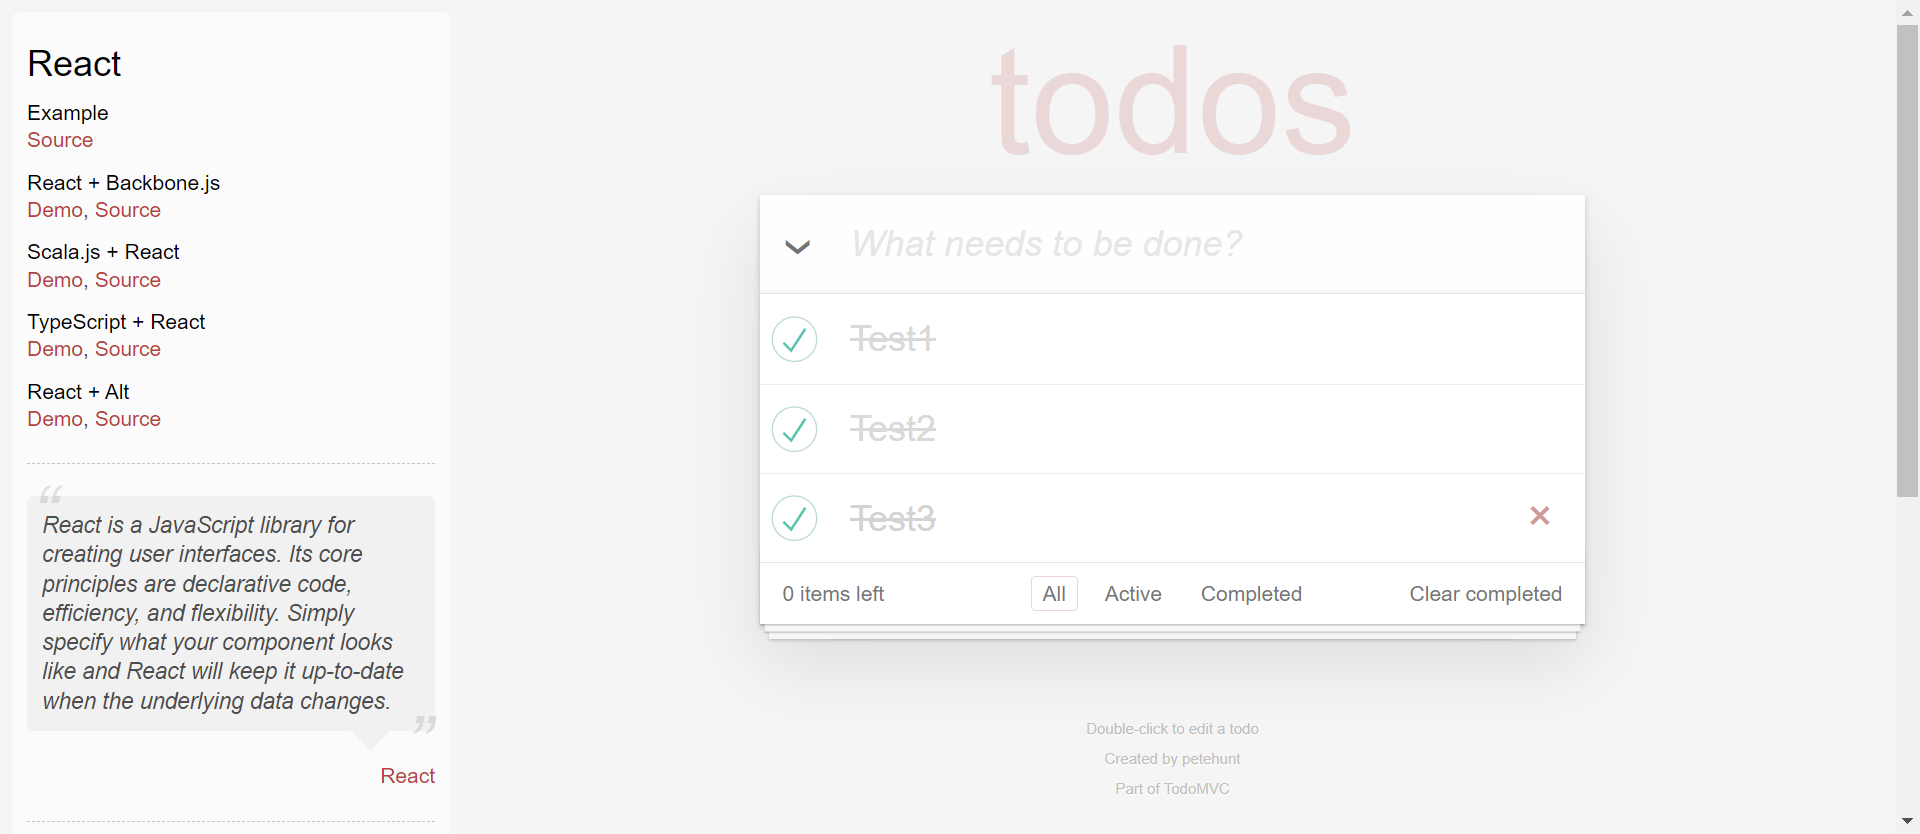 React
Example
Source
React + Backbone.js
Demo, Source
Scala.js + React
Demo, Source
TypeScript + React
Demo, Source
React + Alt
Demo, Source
“
React is a JavaScript library for
creating user interfaces. Its core
principles are declarative code,
efficiency, and flexibility. Simply
specify what your component looks
like and React will keep it up-to-date
when the underlying data changes.
”
React
todos
What needs to be done?
Test1
Test2
Test3
0 items left All Active Completed Clear completed
Double-click to edit a todo
Created by petehunt
Part of TodoMVC